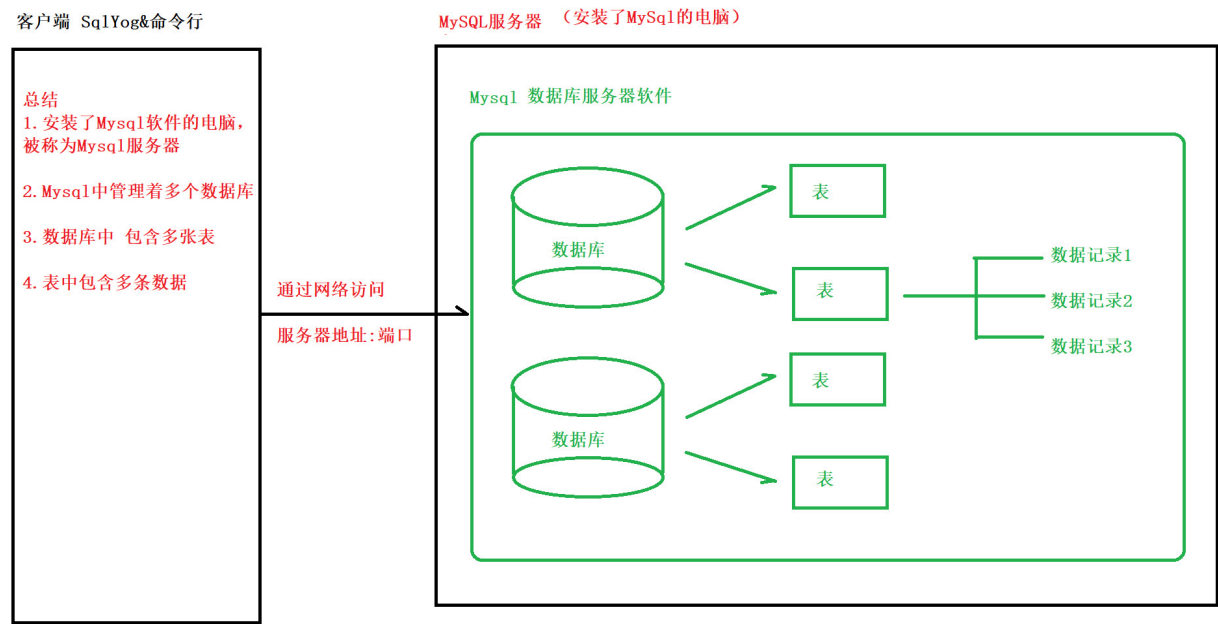 客户端 SqlYog&命令行
MySQL服务器 （安装了MySql的电脑）
总结
1.安装了Mysql软件的电脑，
被称为Mysql服务器
2.Mysql中管理着多个数据库
3.数据库中 包含多张表
4.表中包含多条数据
通过网络访问
服务器地址:端口
Mysql 数据库服务器软件
数据库
表
表
数据记录1
数据记录2
数据记录3
数据库
表
表